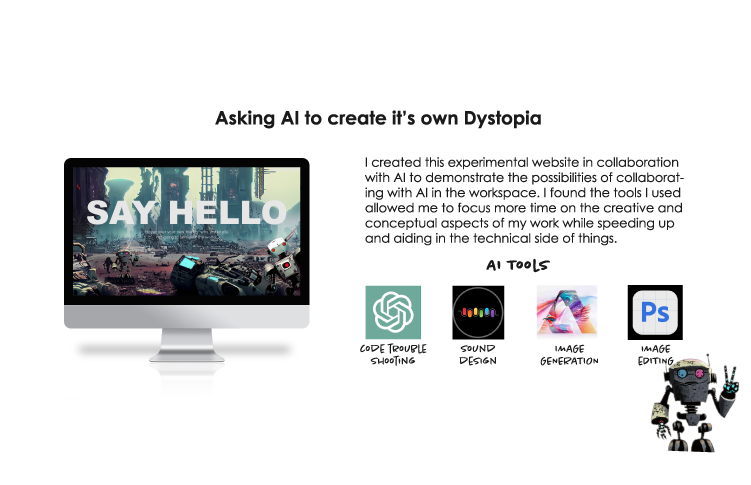 Asking AI to create it's own Dystopia
SAY HELLO
I created this experimental website in collaboration
with AI to demonstrate the possibilities of collaborat-
ing with AI in the workspace. I found the tools I used
allowed me to focus more time on the creative and
conceptual aspects of my work while speeding up
and aiding in the technical side of things.
AI TOOLS
Ps
CODE TROUBLE
SHOOTING
SOUND
DESIGN
IMAGE
GENERATION
IMAGE
EDITING